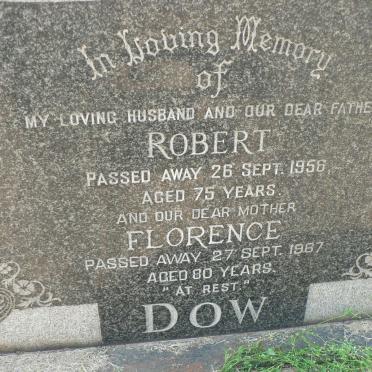 In Loving Memory
of
MY LOVING HUSBAND AND OUR DEAR FATHE
ROBERT
PASSED AWAY 26 SEPT. 1956
AGED 75 YEARS.
AND OUR DEAR MOTHER
FLORENCE
PASSED AWAY 27 SEPT. 1967
AGED 80 YEARS.
"AT REST."
DOW